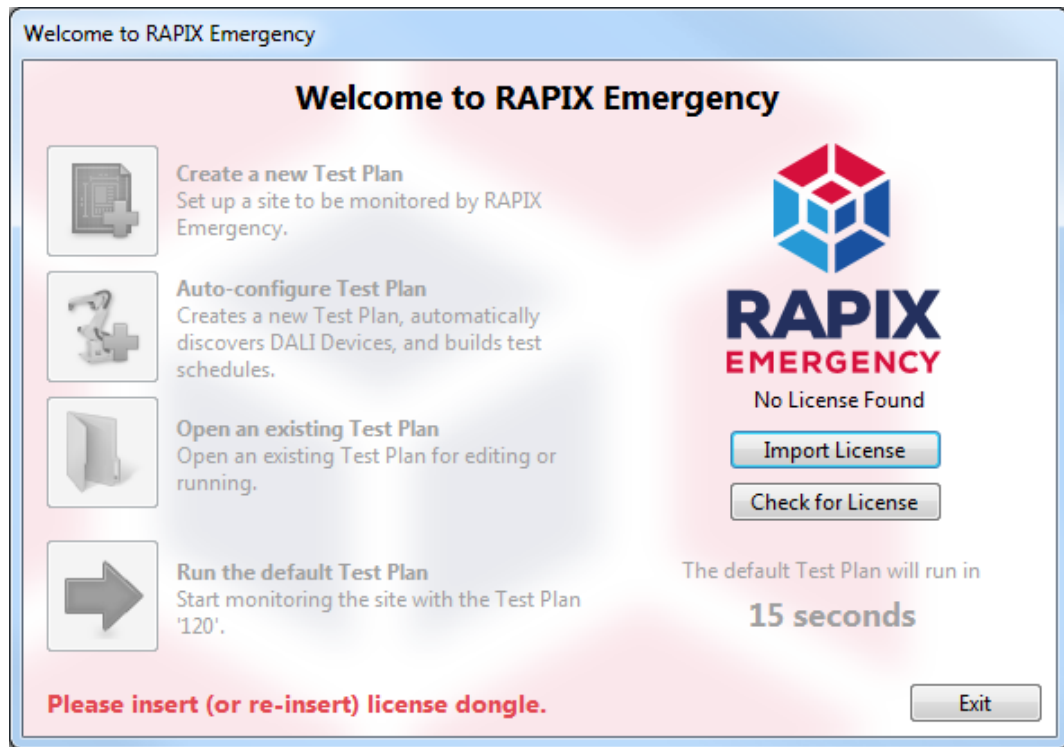 Welcome to RAPIX Emergency
Welcome to RAPIX Emergency
Create a new Test Plan
Set up a site to be monitored by RAPIX
Emergency.
Auto-configure Test Plan
Creates a new Test Plan, automatically
discovers DALI Devices, and builds test
schedules.
Open an existing Test Plan
Open an existing Test Plan for editing or
running.
Run the default Test Plan
Start monitoring the site with the Test Plan
'120'.
RAPIX
EMERGENCY
No License Found
Import License
Check for License
The default Test Plan will run in
15 seconds
Please insert (or re-insert) license dongle.
Exit